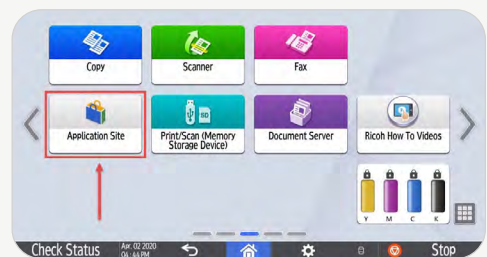 Copy
Scanner
Fax
SD
Application Site
Print/Scan (Memory
Storage Device)
Document Server
Ricoh How To Videos
Y M C K
Check Status
Apr. 02 2020
04:44 PM
Stop